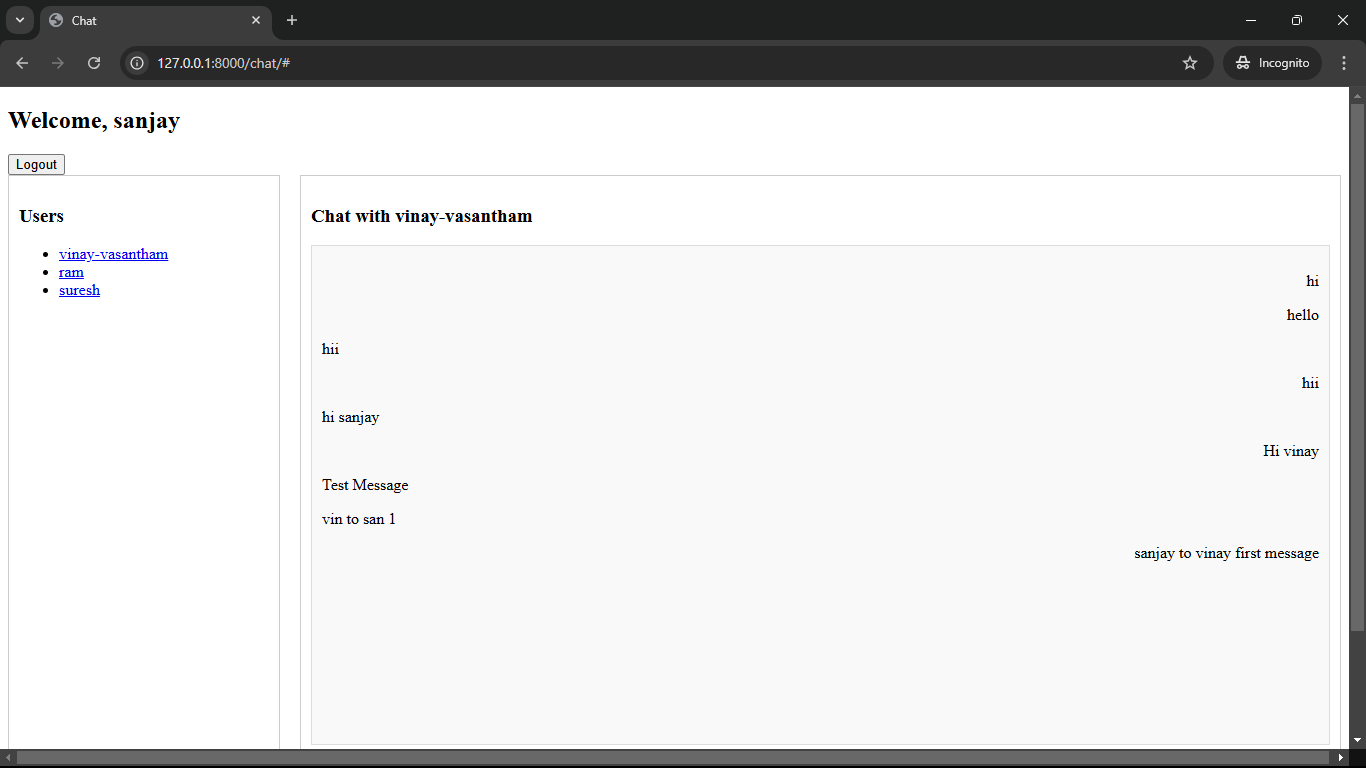 Chat
127.0.0.1:8000/chat/#
Incognito
Welcome, sanjay
Logout
Users
vinay-vasantham
ram
suresh
Chat with vinay-vasantham
hi
hello
hii
hii
hi sanjay
Hi vinay
Test Message
vin to san 1
sanjay to vinay first message